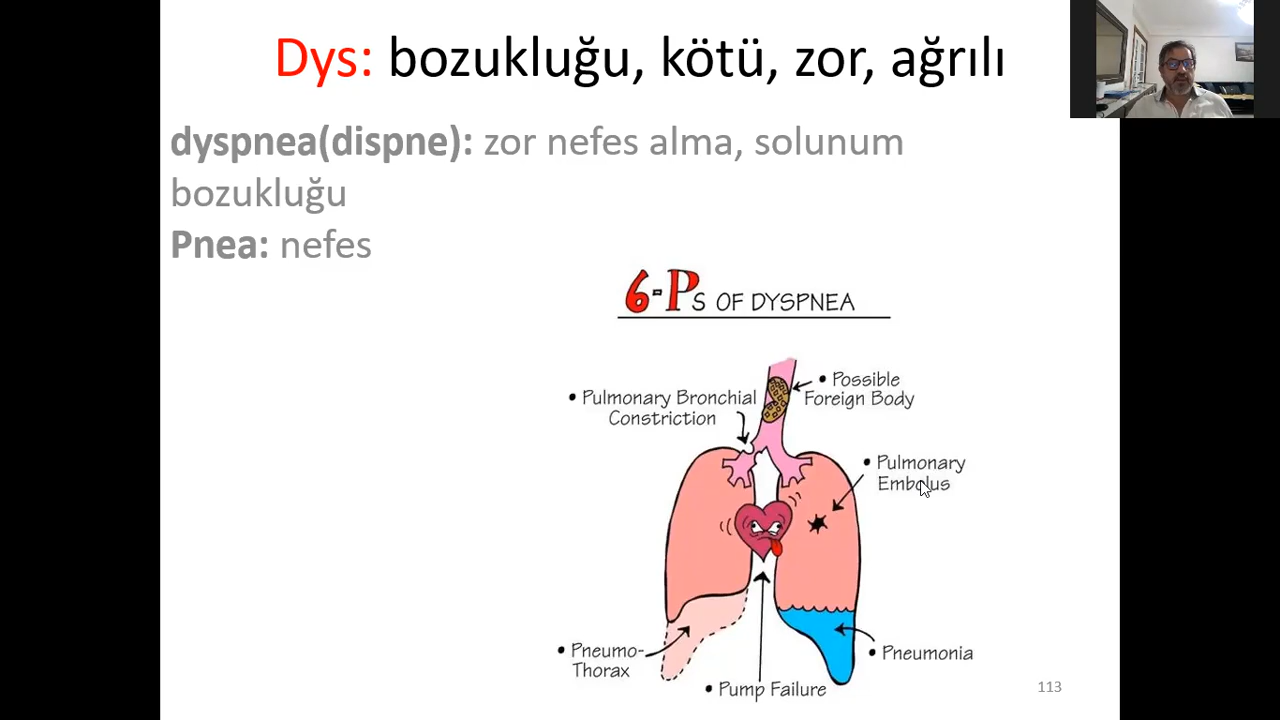 Dys: bozukluğu, kötü, zor, ağrılı
dyspnea(dispne): zor nefes alma, solunum
bozukluğu
Pnea: nefes
6-Ps OF DYSPNEA
• Possible
Foreign Body
• Pulmonary Bronchial
Constriction
• Pulmonary
Embolus
• Pneumo-
Thorax
• Pneumonia
• Pump Failure
113